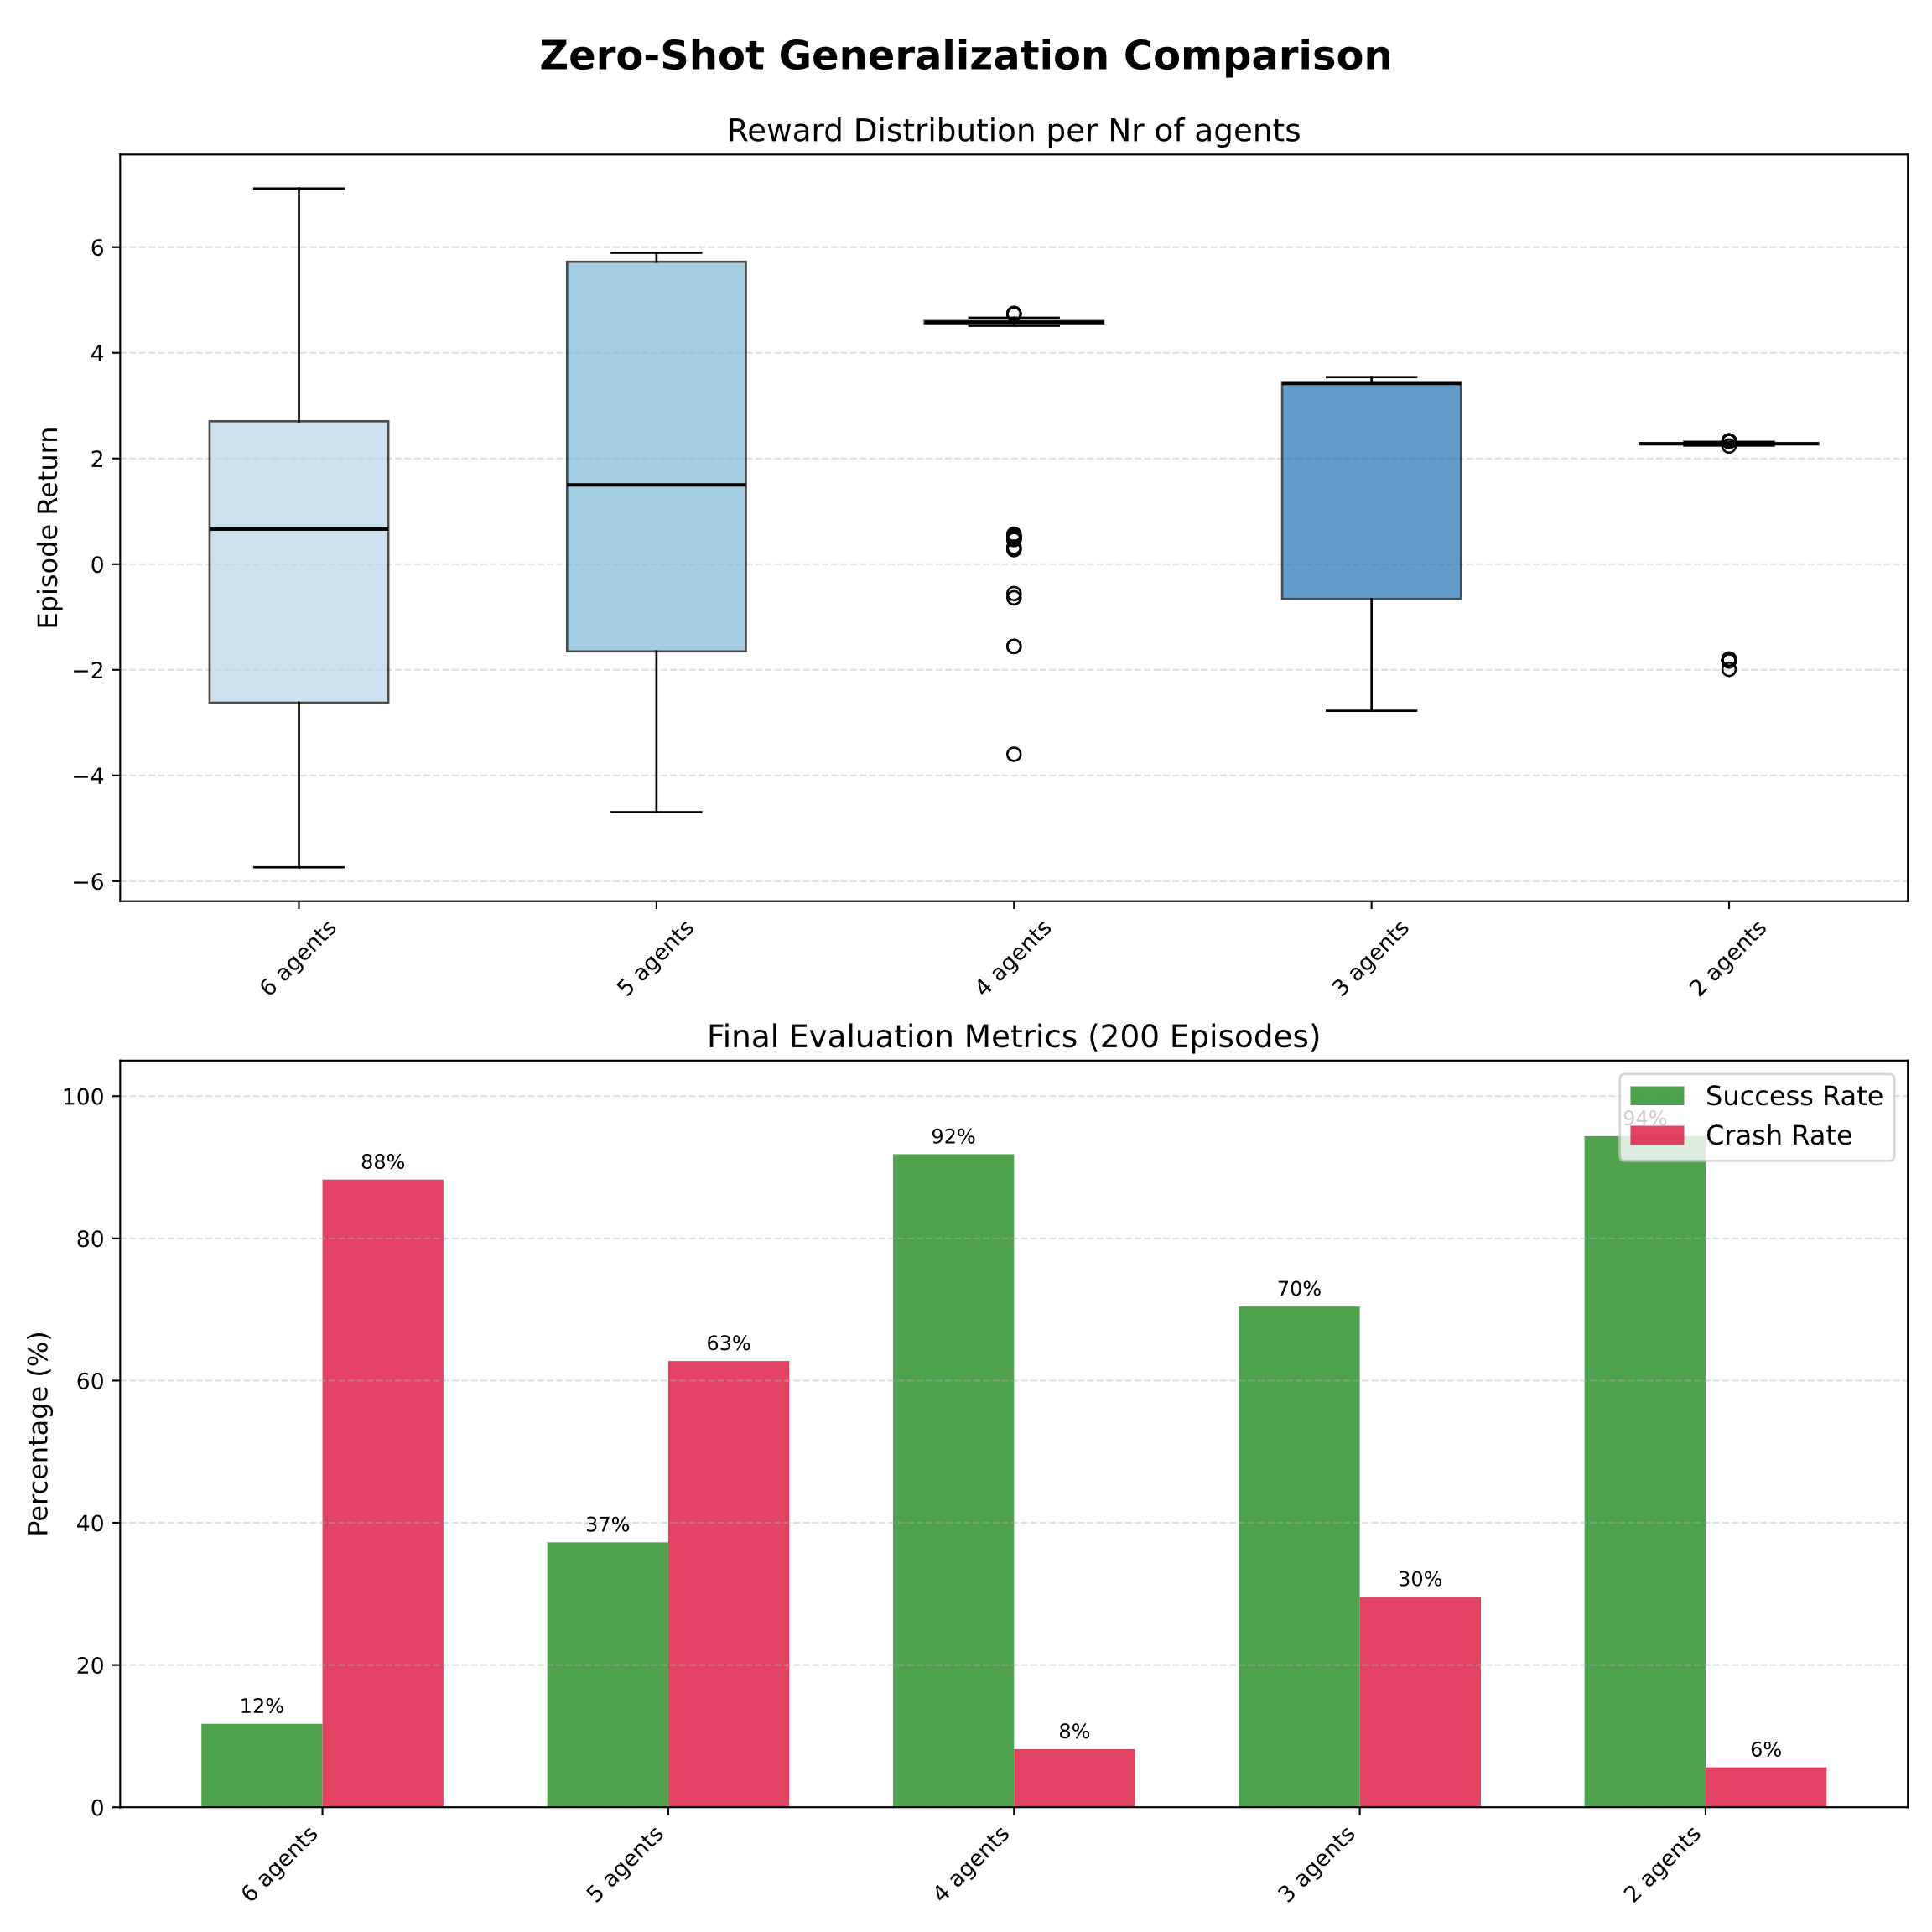 Zero-Shot Generalization Comparison
Reward Distribution per Nr of agents
Episode Return
6
4
2
0
−2
−4
−6
6 agents
5 agents
4 agents
3 agents
2 agents
Final Evaluation Metrics (200 Episodes)
Percentage (%)
100
80
60
40
20
0
Success Rate
Crash Rate
12%
88%
37%
63%
92%
8%
70%
30%
94%
6%
6 agents
5 agents
4 agents
3 agents
2 agents